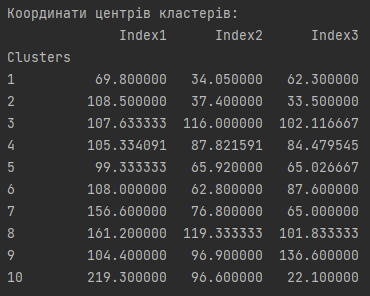 Координати центрів кластерів:
Index1 Index2 Index3
Clusters
1 69.800000 34.050000 62.300000
2 108.500000 37.400000 33.500000
3 107.633333 116.000000 102.116667
4 105.334091 87.821591 84.479545
5 99.333333 65.920000 65.026667
6 108.000000 62.800000 87.600000
7 156.600000 76.800000 65.000000
8 161.200000 119.333333 101.833333
9 104.400000 96.900000 136.600000
10 219.300000 96.600000 22.100000